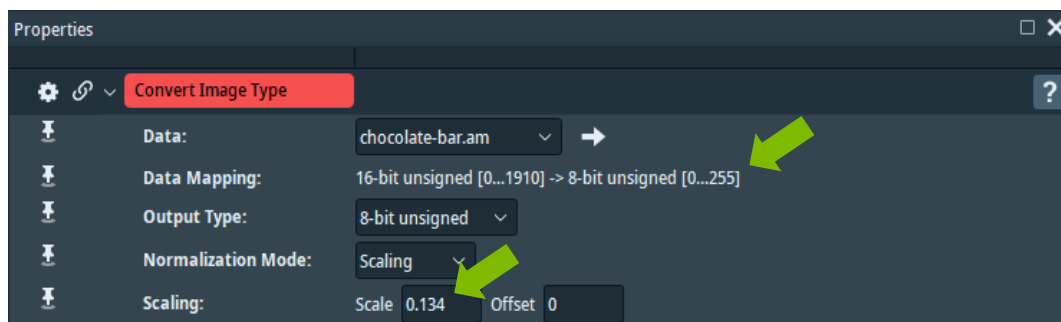 Properties
Convert Image Type ?
Data: chocolate-bar.am
Data Mapping: 16-bit unsigned [0...1910] -> 8-bit unsigned [0...255]
Output Type: 8-bit unsigned
Normalization Mode: Scaling
Scaling: Scale 0.134 Offset 0